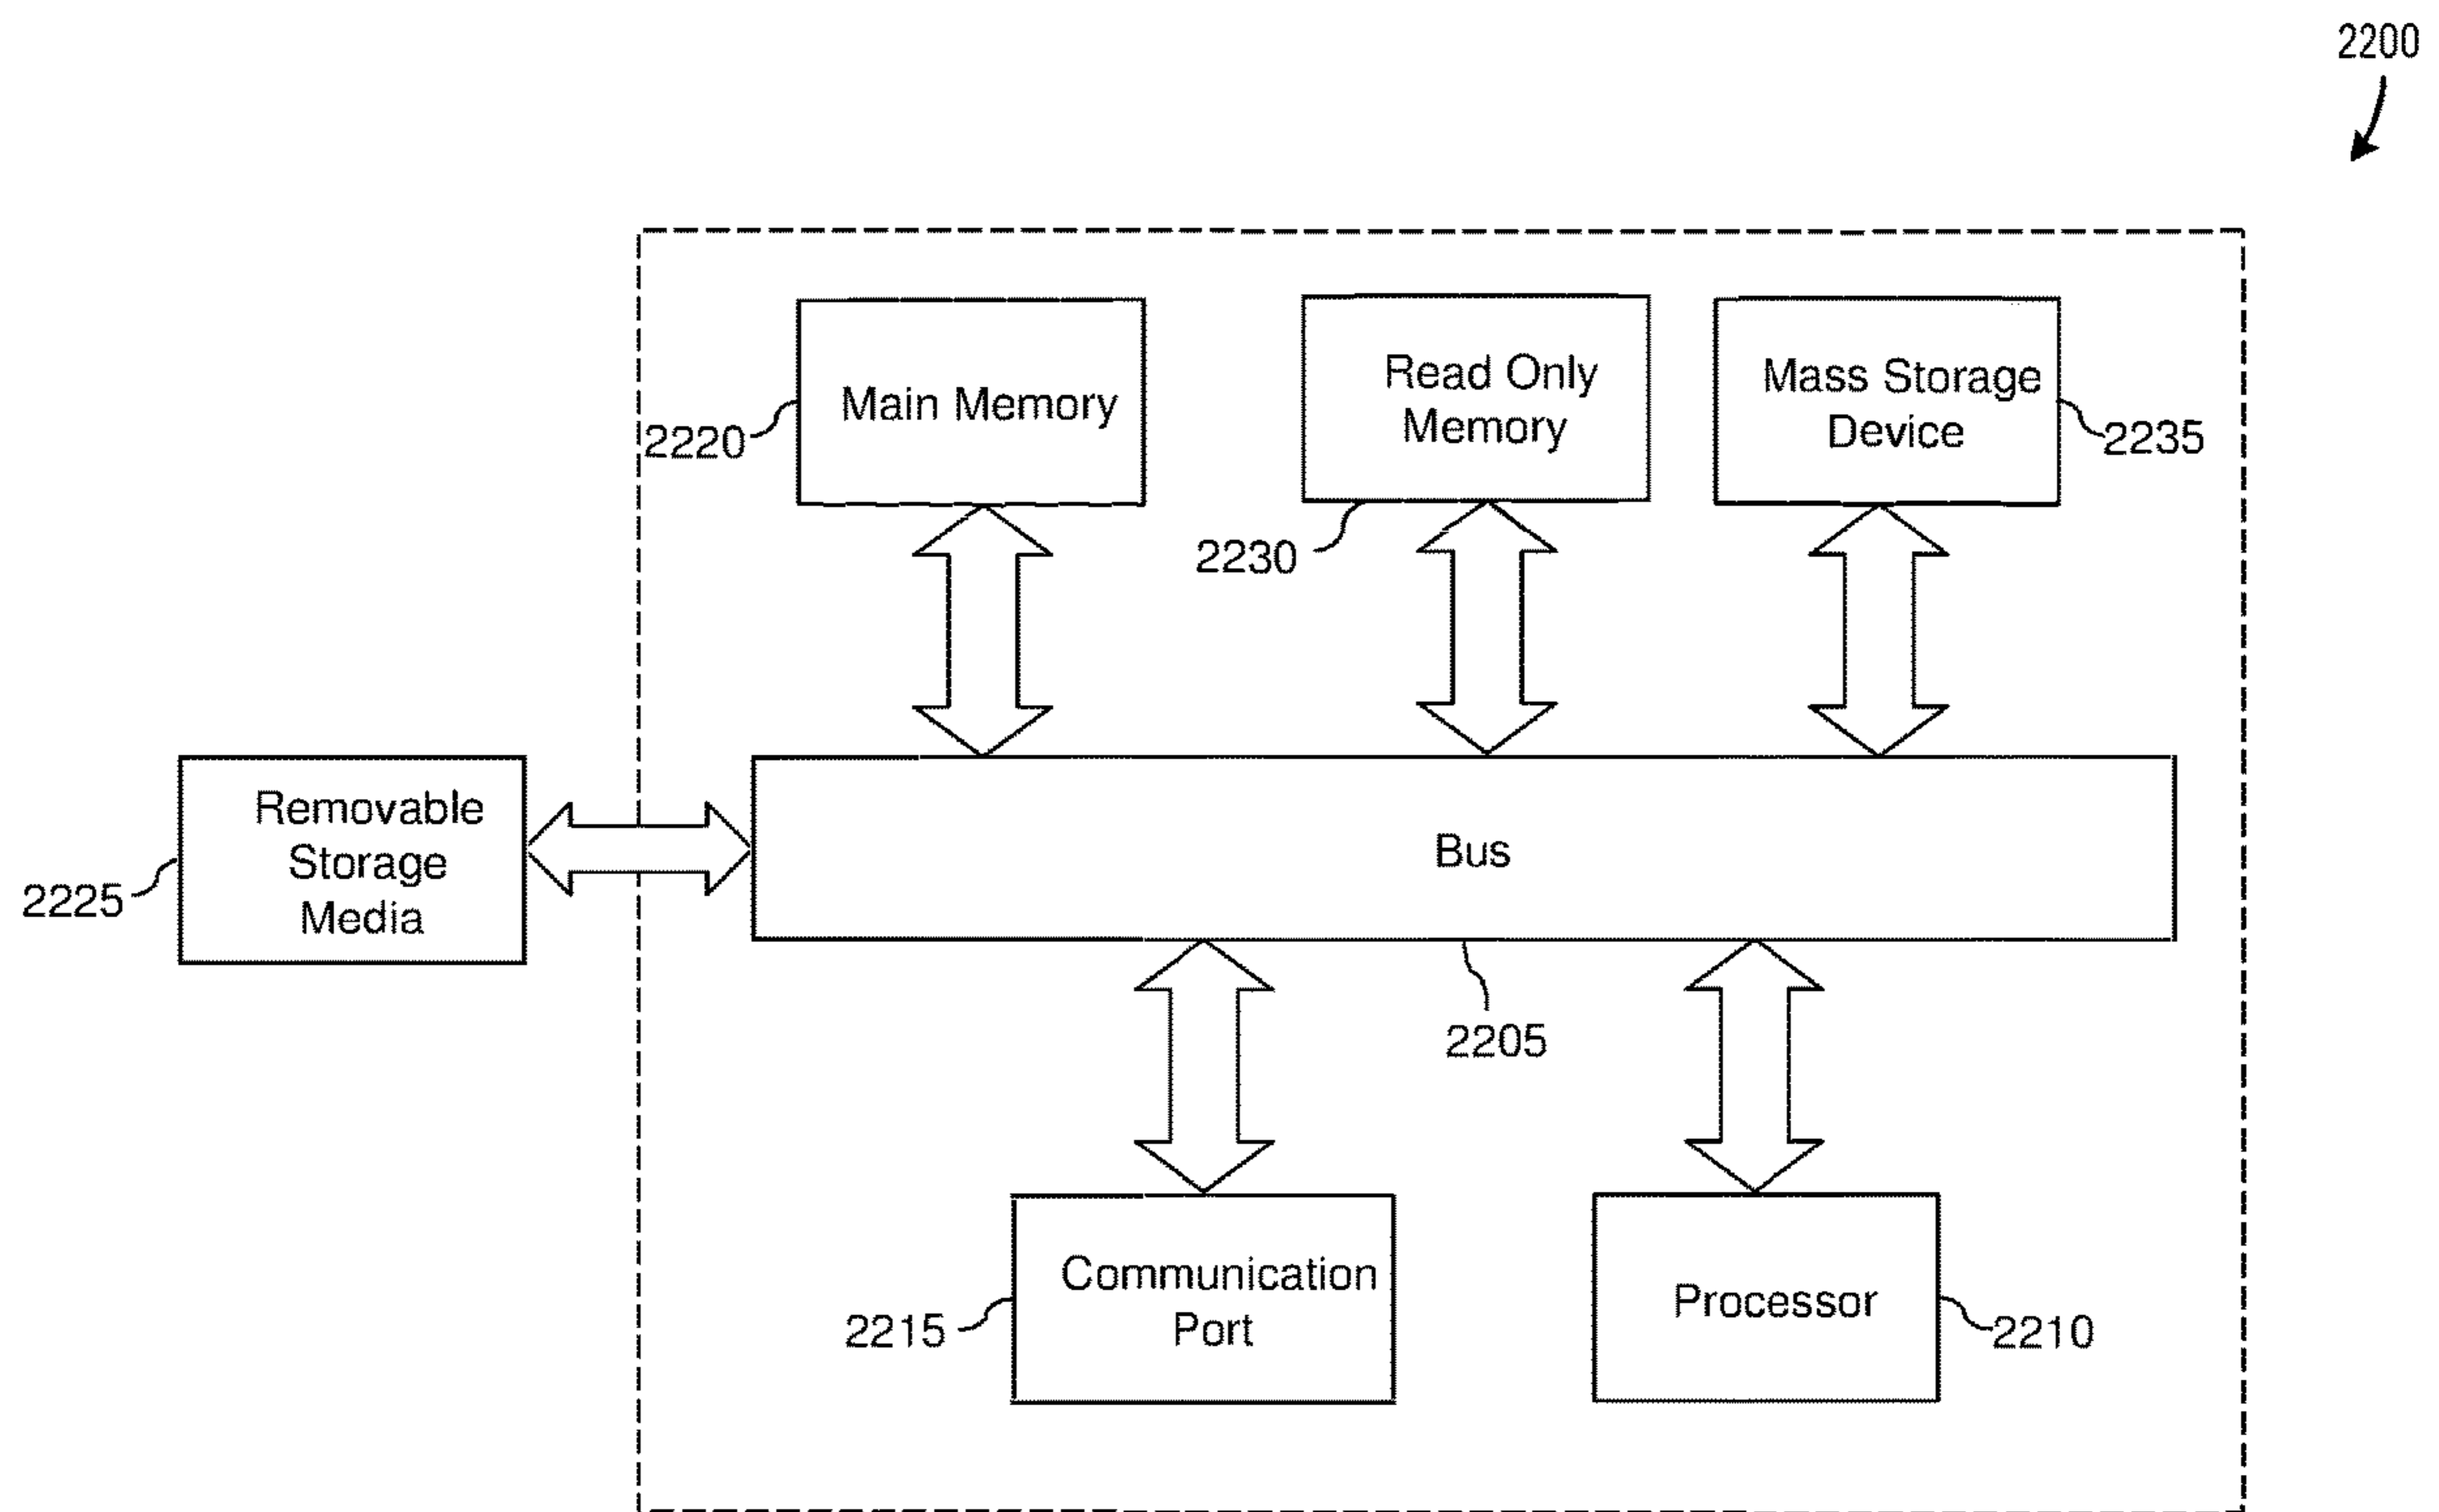 2200
Main Memory
2220
Read Only
Memory
2230
Mass Storage
Device
2235
Removable
Storage
Media
2225
Bus
2205
Communication
Port
2215
Processor
2210